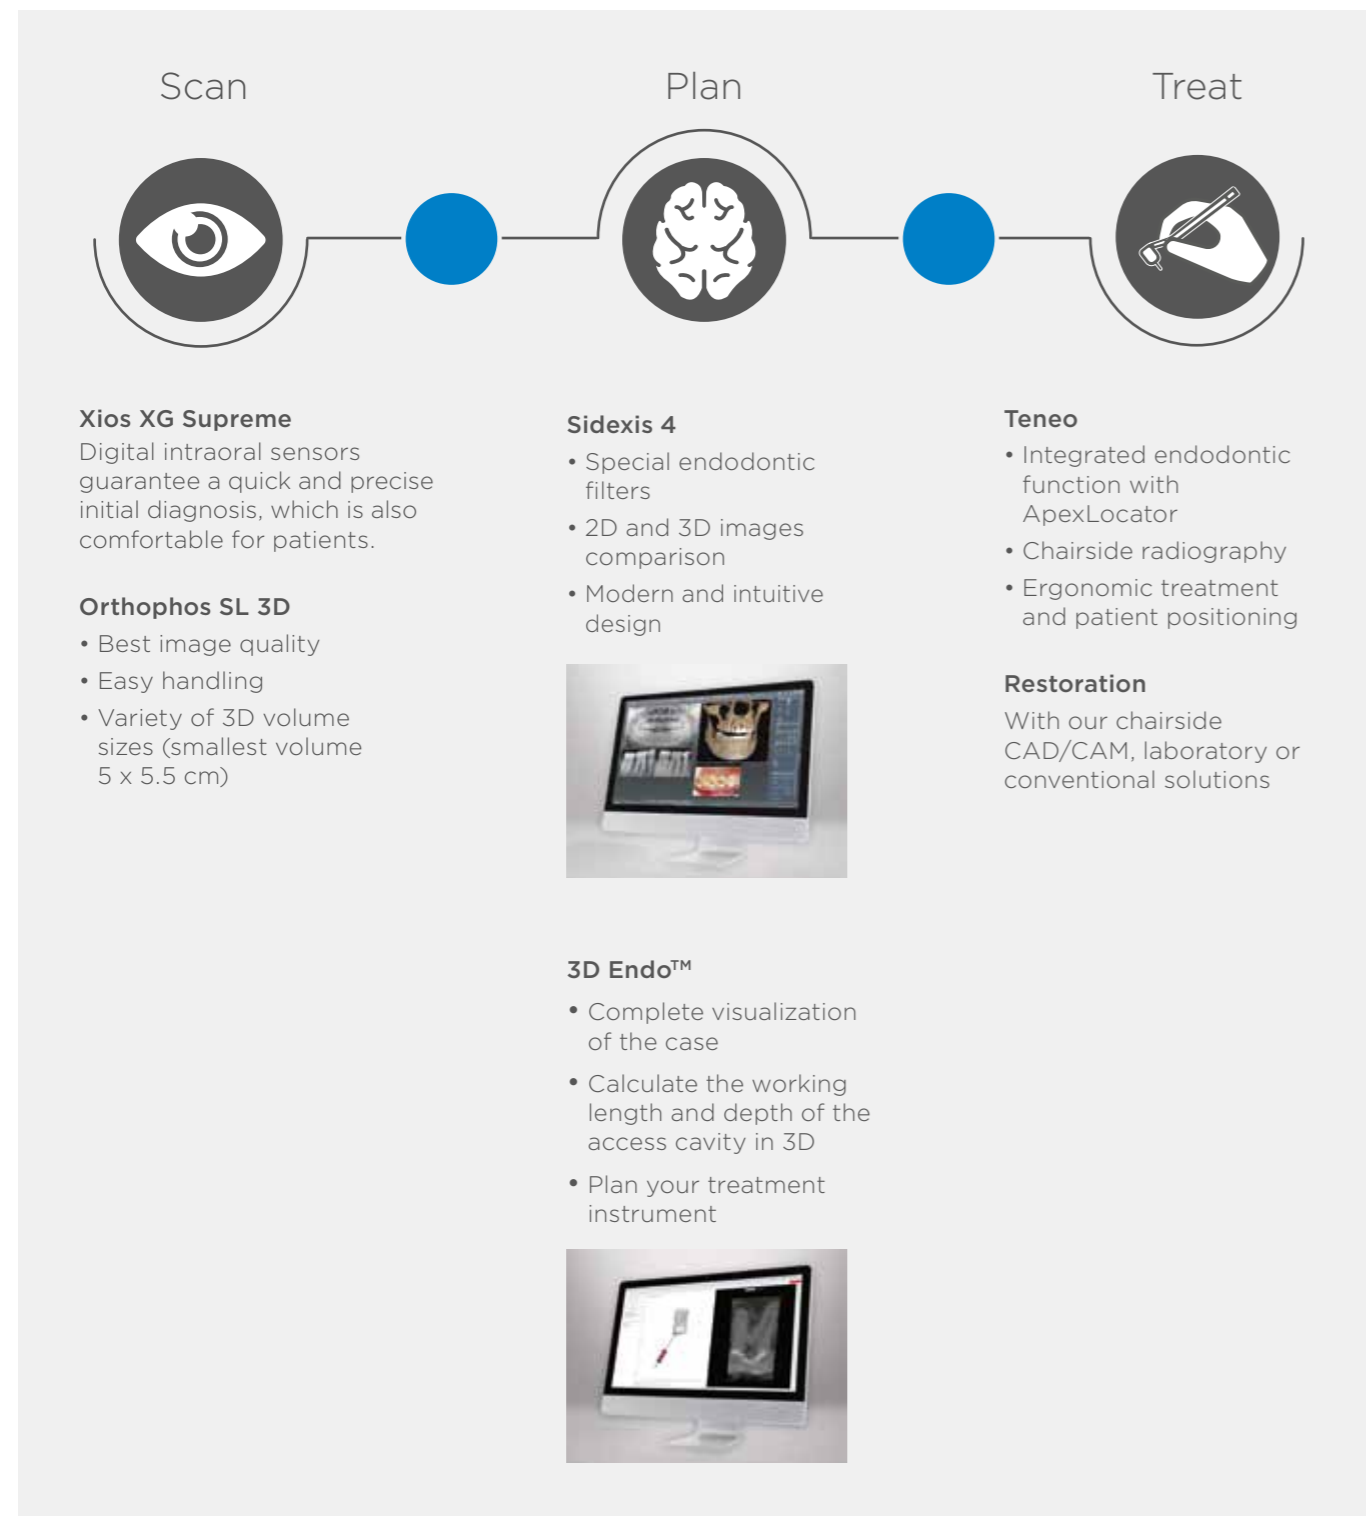 Scan
Plan
Treat
Xios XG Supreme
Digital intraoral sensors
guarantee a quick and precise
initial diagnosis, which is also
comfortable for patients.
Orthophos SL 3D
• Best image quality
• Easy handling
• Variety of 3D volume
sizes (smallest volume
5 x 5.5 cm)
Sidexis 4
• Special endodontic
filters
• 2D and 3D images
comparison
• Modern and intuitive
design
3D Endo™
• Complete visualization
of the case
• Calculate the working
length and depth of the
access cavity in 3D
• Plan your treatment
instrument
Teneo
• Integrated endodontic
function with
ApexLocator
• Chairside radiography
• Ergonomic treatment
and patient positioning
Restoration
With our chairside
CAD/CAM, laboratory or
conventional solutions